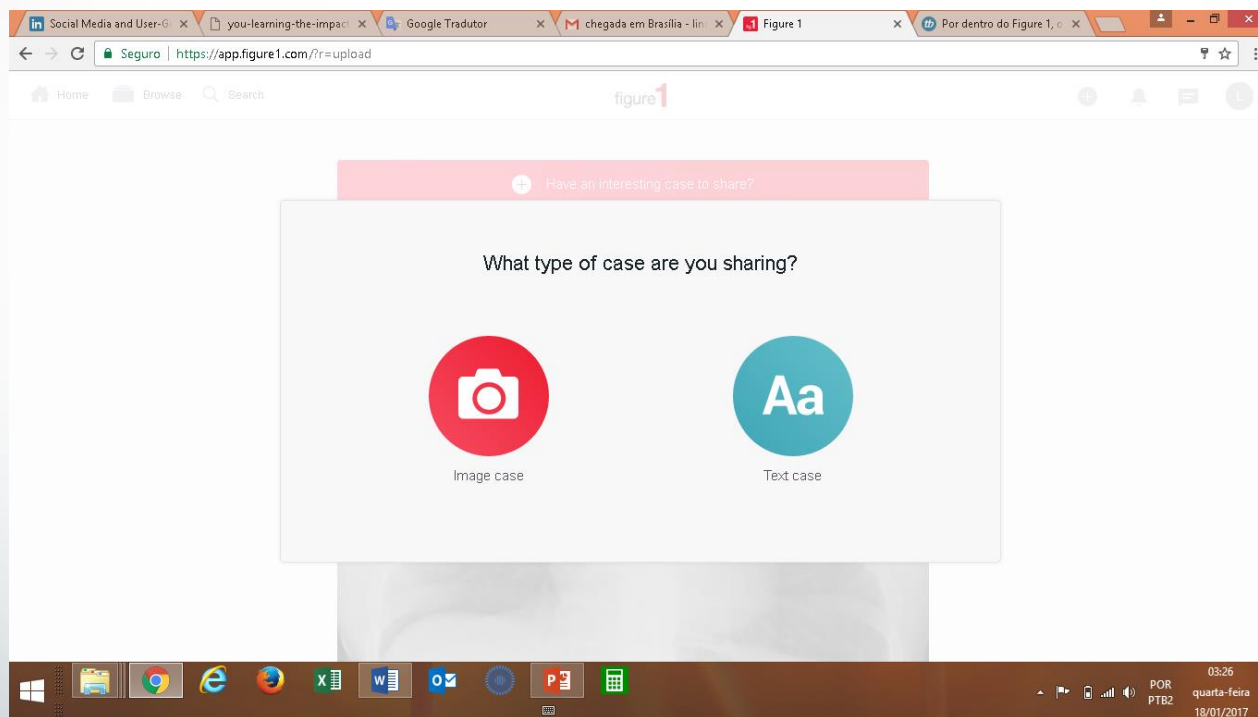 Social Media and User-G
you-learning-the-impac
Google Tradutor
chegada em Brasília - lin
Figure 1
Por dentro do Figure 1, o
Seguro | https://app.figure1.com/?r=upload
Home Browse Search
figure1
L
Have an interesting case to share?
What type of case are you sharing?
Aa
Image case
Text case
03:26
POR
PTB2
quarta-feira
18/01/2017